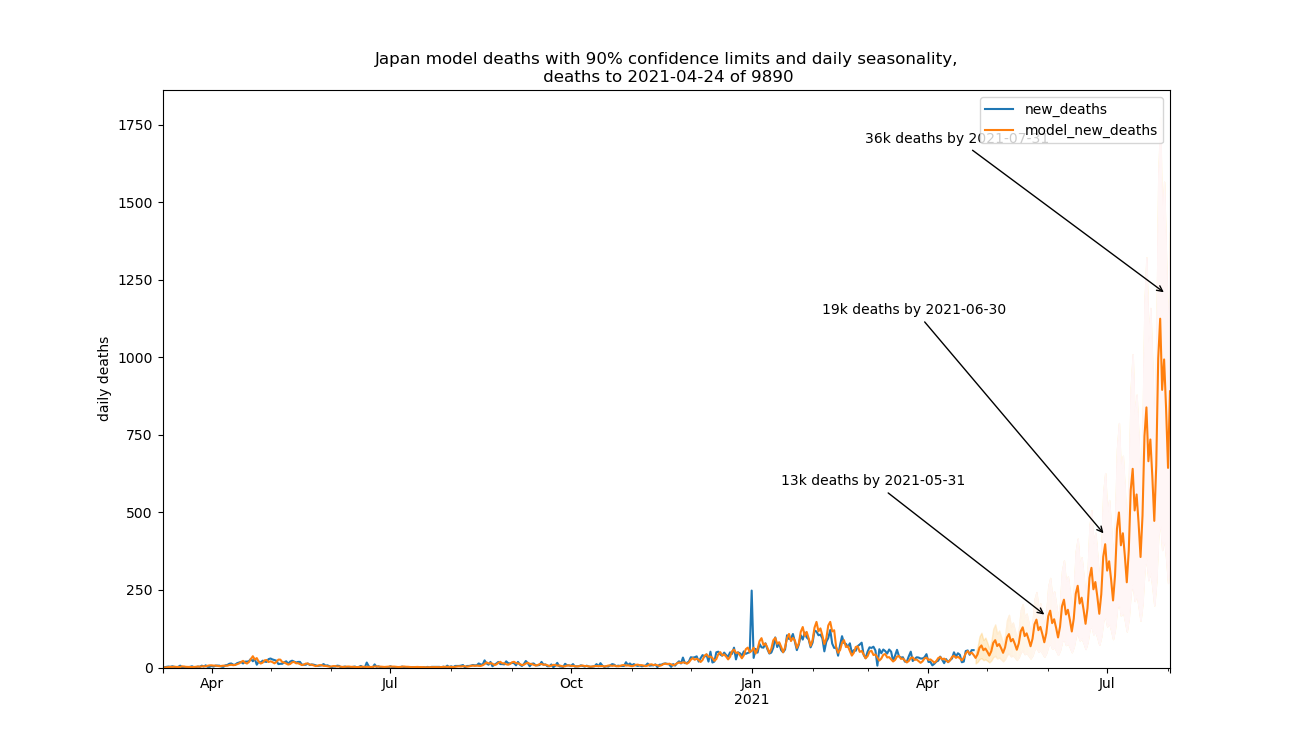 Japan model deaths with 90% confidence limits and daily seasonality,
deaths to 2021-04-24 of 9890
new_deaths
model_new_deaths
36k deaths by 2021-07-31
19k deaths by 2021-06-30
13k deaths by 2021-05-31
daily deaths
1750
1500
1250
1000
750
500
250
0
Apr
Jul
Oct
Jan
2021
Apr
Jul